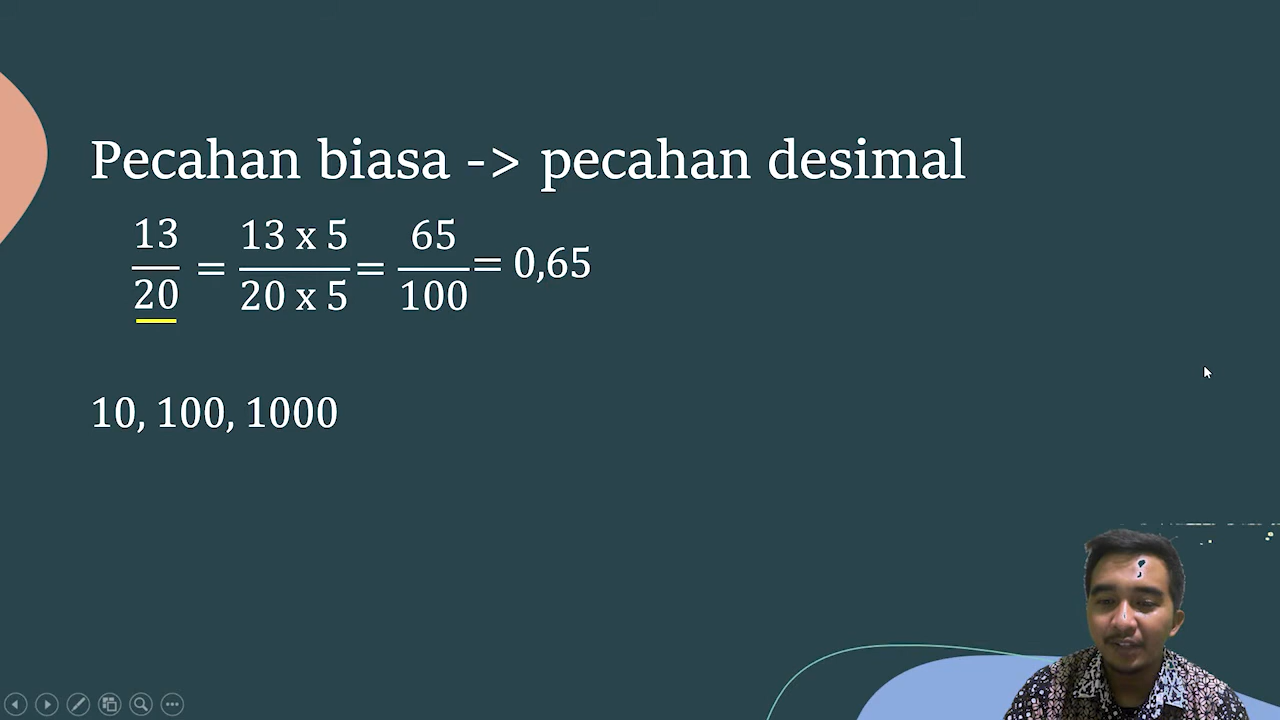 Pecahan biasa -> pecahan desimal
13/20 = 13 x 5/20 x 5 = 65/100 = 0,65
10, 100, 1000